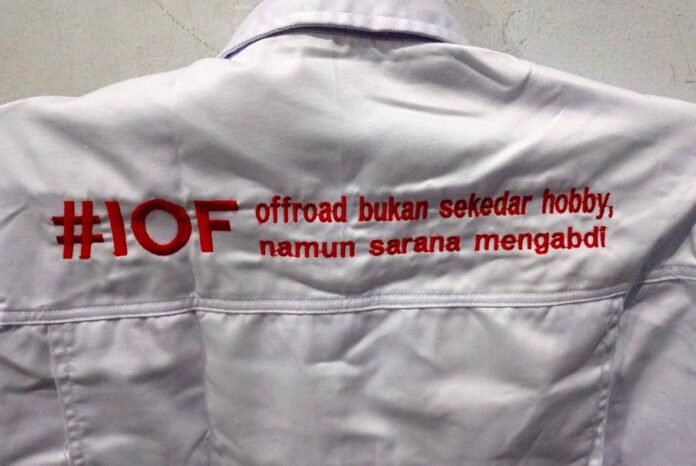 #IOF
offroad bukan sekedar hobby,
namun sarana mengabdi